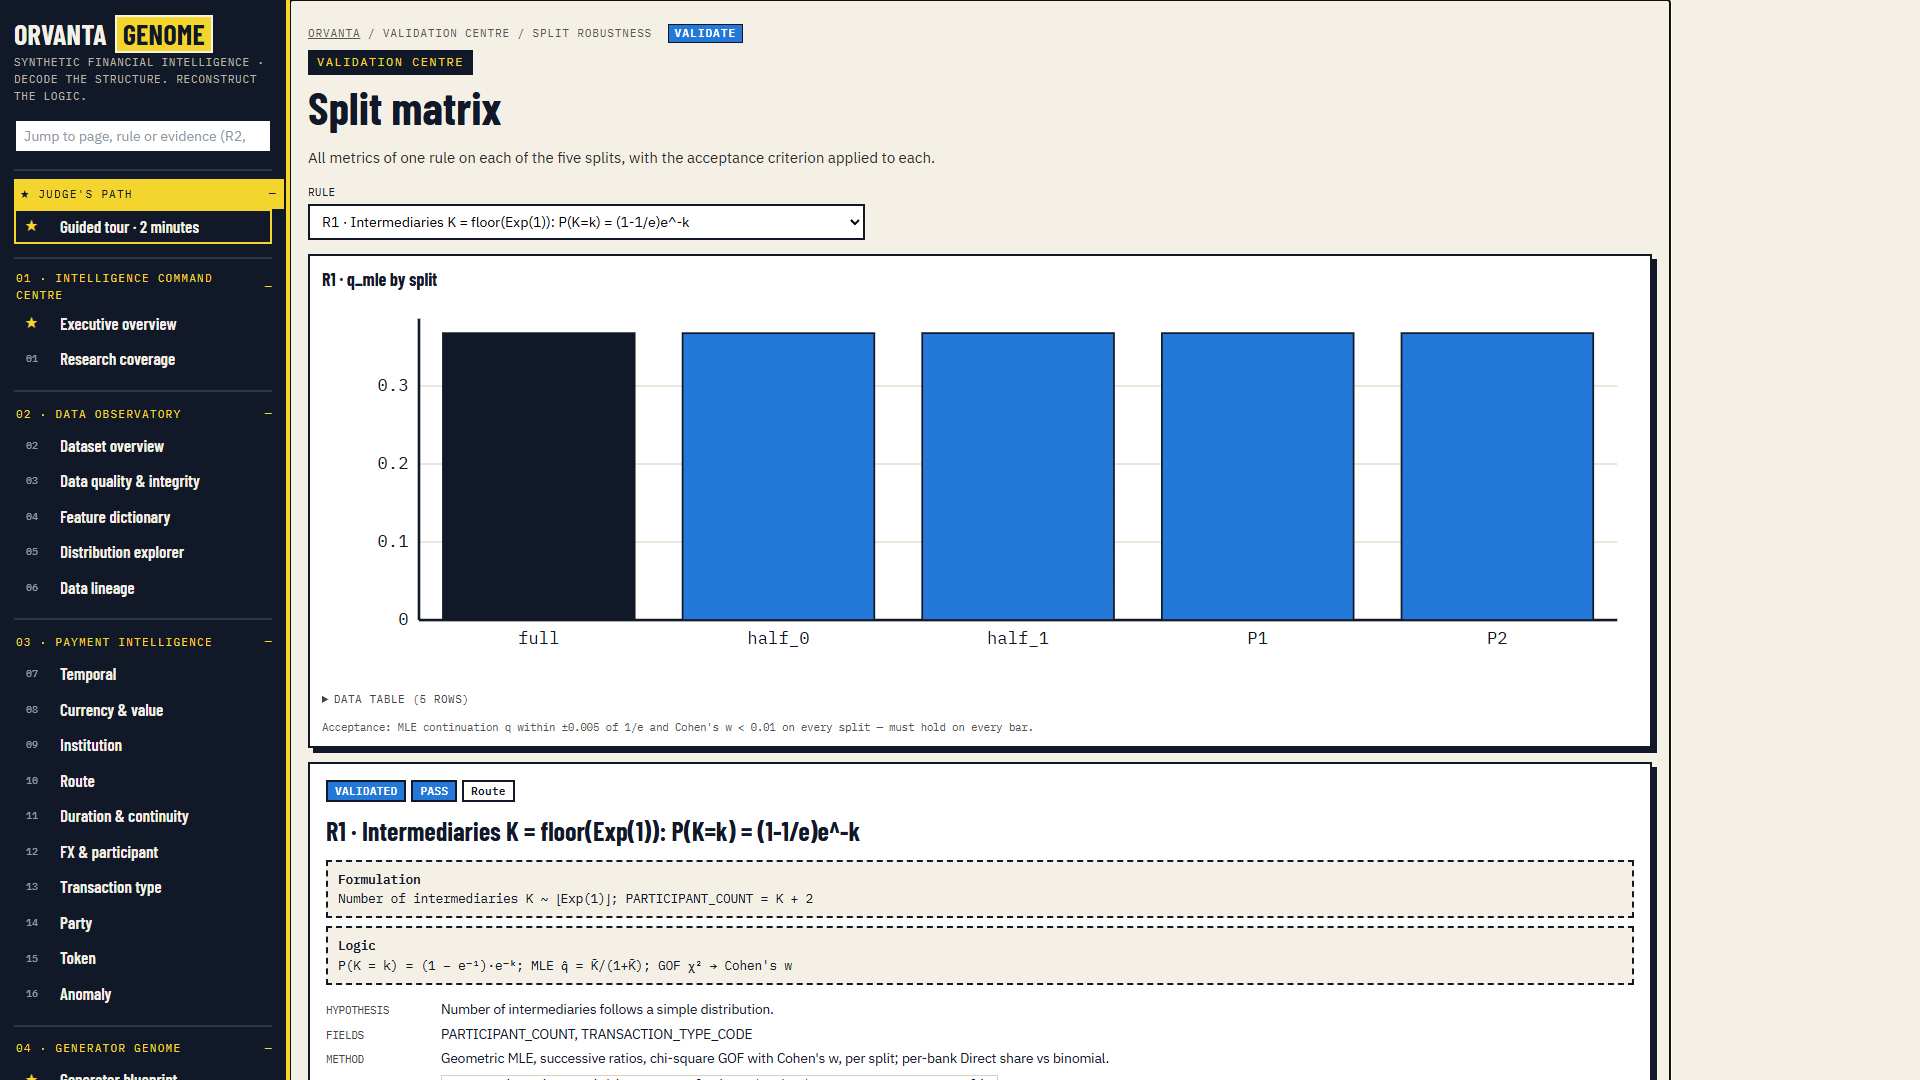 ORVANTA GENOME
SYNTHETIC FINANCIAL INTELLIGENCE ·
DECODE THE STRUCTURE. RECONSTRUCT
THE LOGIC.
Jump to page, rule or evidence (R2,
★ JUDGE'S PATH −
★ Guided tour · 2 minutes
01 · INTELLIGENCE COMMAND
CENTRE −
★ Executive overview
01 Research coverage
02 · DATA OBSERVATORY −
02 Dataset overview
03 Data quality & integrity
04 Feature dictionary
05 Distribution explorer
06 Data lineage
03 · PAYMENT INTELLIGENCE −
07 Temporal
08 Currency & value
09 Institution
10 Route
11 Duration & continuity
12 FX & participant
13 Transaction type
14 Party
15 Token
16 Anomaly
04 · GENERATOR GENOME −
★ Generator blueprint
ORVANTA / VALIDATION CENTRE / SPLIT ROBUSTNESS VALIDATE
VALIDATION CENTRE
Split matrix
All metrics of one rule on each of the five splits, with the acceptance criterion applied to each.
RULE
R1 · Intermediaries K = floor(Exp(1)): P(K=k) = (1-1/e)e^-k
R1 · q_mle by split
0.3
0.2
0.1
0
full half_0 half_1 P1 P2
▶ DATA TABLE (5 ROWS)
Acceptance: MLE continuation q within ±0.005 of 1/e and Cohen's w < 0.01 on every split — must hold on every bar.
VALIDATED PASS Route
R1 · Intermediaries K = floor(Exp(1)): P(K=k) = (1-1/e)e^-k
Formulation
Number of intermediaries K ~ ⌊Exp(1)⌋; PARTICIPANT_COUNT = K + 2
Logic
P(K = k) = (1 − e⁻¹)·e⁻ᵏ; MLE q̂ = K̄/(1+K̄); GOF χ² → Cohen's w
HYPOTHESIS Number of intermediaries follows a simple distribution.
FIELDS PARTICIPANT_COUNT, TRANSACTION_TYPE_CODE
METHOD Geometric MLE, successive ratios, chi-square GOF with Cohen's w, per split; per-bank Direct share vs binomial.